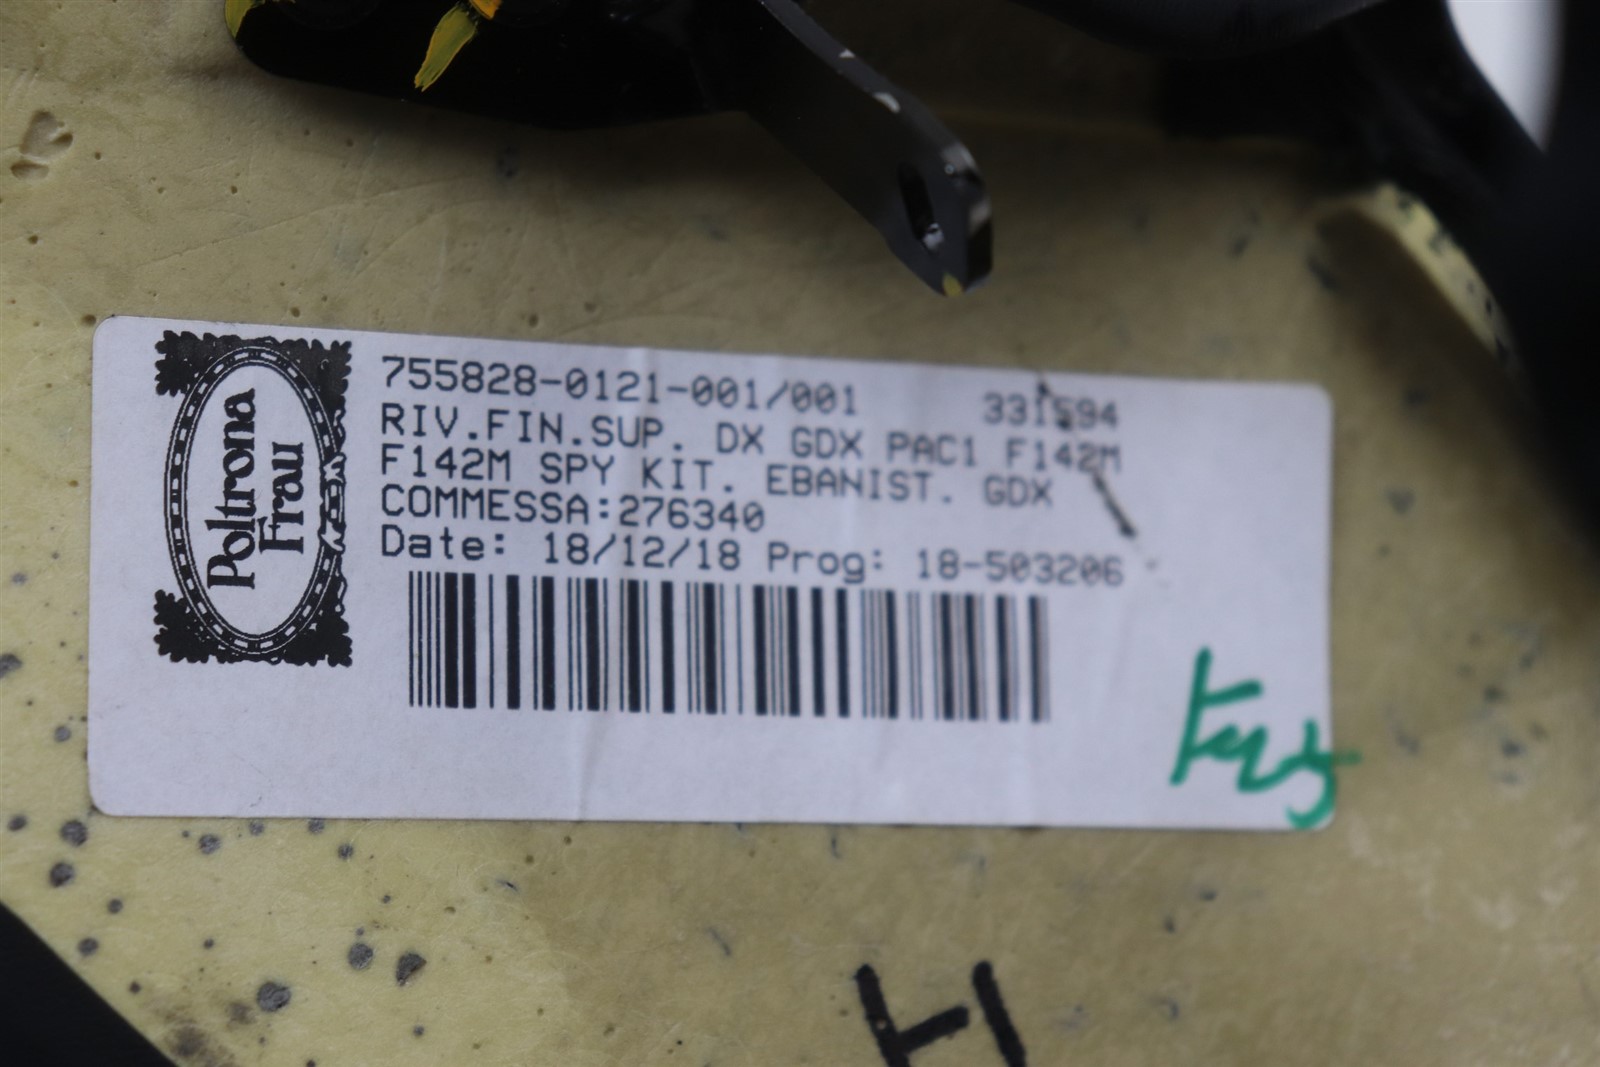 Poltrona
Frau
755828-0121-001/001 331594
RIV.FIN.SUP. DX GDX PAC1 F142M
F142M SPY KIT. EBANIST. GDX
COMMESSA:276340
Date: 18/12/18 Prog: 18-503206
H